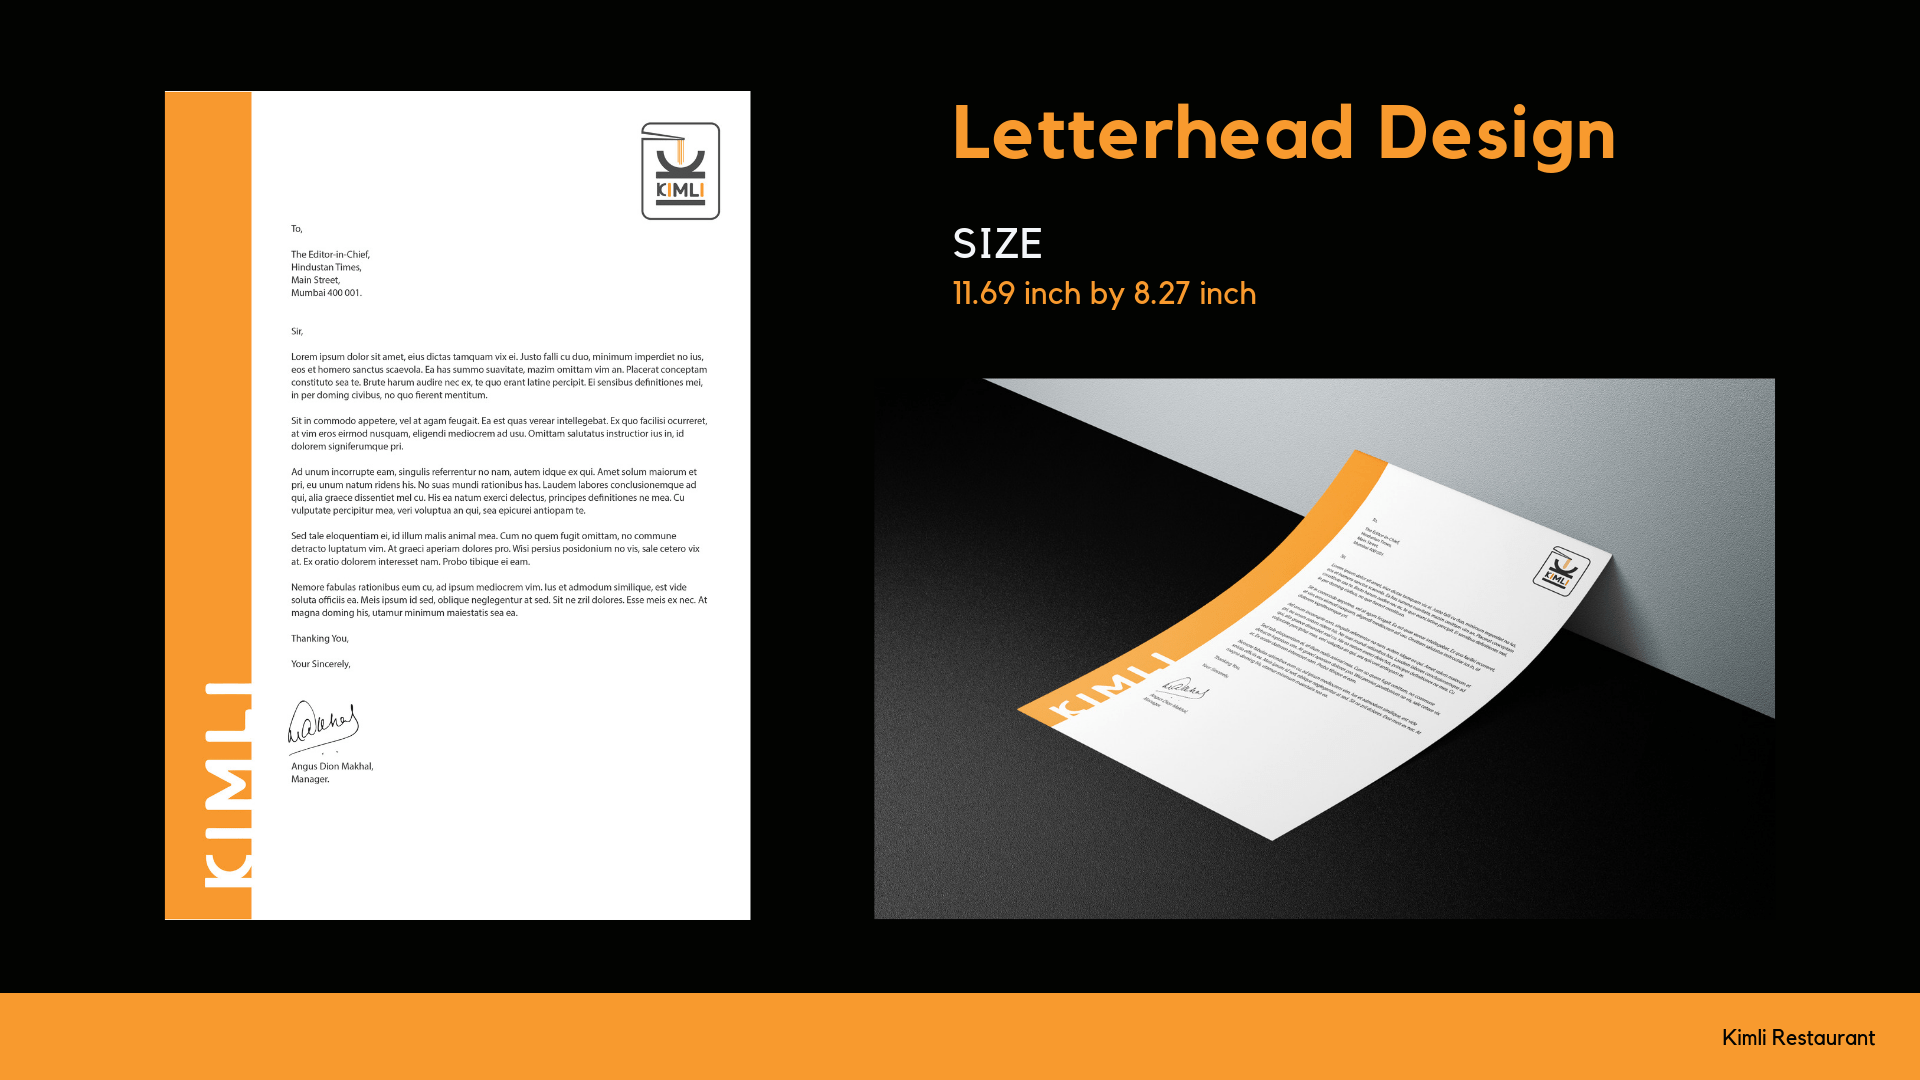 KIMLI
To,
The Editor-in-Chief,
Hindustan Times,
Main Street,
Mumbai 400 001.
Sir,
Lorem ipsum dolor sit amet, eius dictas tamquam vix ei. Justo falli cu duo, minimum imperdiet no ius,
eos et homero sanctus scaevola. Ea has summo suavitate, mazim omittam vim an. Placerat conceptam
constituto sea te. Brute harum audire nec ex, te quo erant latine percipit. Ei sensibus definitiones mei,
in per doming civibus, no quo fierent mentitum.
Sit in commodo appetere, vel at agam feugait. Ea est quas verear intellegebat. Ex quo facilisi ocurreret,
at vim eros eirmod nusquam, eligendi mediocrem ad usu. Omittam salutatus instructior ius in, id
dolorem signiferumque pri.
Ad unum incorrupte eam, singulis referrentur no nam, autem idque ex qui. Amet solum maiorum et
pri, eu unum natum ridens his. No suas mundi rationibus has. Laudem labores conclusionemque ad
qui, alia graece dissentiet mel cu. His ea natum exerci delectus, principes definitiones ne mea. Cu
vulputate percipitur mea, veri voluptua an qui, sea epicurei antiopam te.
Sed tale eloquentiam ei, id illum malis animal mea. Cum no quem fugit omittam, no commune
detracto luptatum vim. At graeci aperiam dolores pro. Wisi persius posidonium no vis, sale cetero vix
at. Ex oratio dolorem interesset nam. Probo tibique ei eam.
Nemore fabulas rationibus eum cu, ad ipsum mediocrem vim. Ius et admodum similique, est vide
soluta officiis ea. Meis ipsum id sed, oblique neglegentur at sed. Sit ne zril dolores. Esse meis ex nec. At
magna doming his, utamur minimum maiestatis sea ea.
Thanking You,
Your Sincerely,
Angus Dion Makhal,
Manager.
KIMLI
Letterhead Design
SIZE
11.69 inch by 8.27 inch
KIMLI
KIMLI
Kimli Restaurant